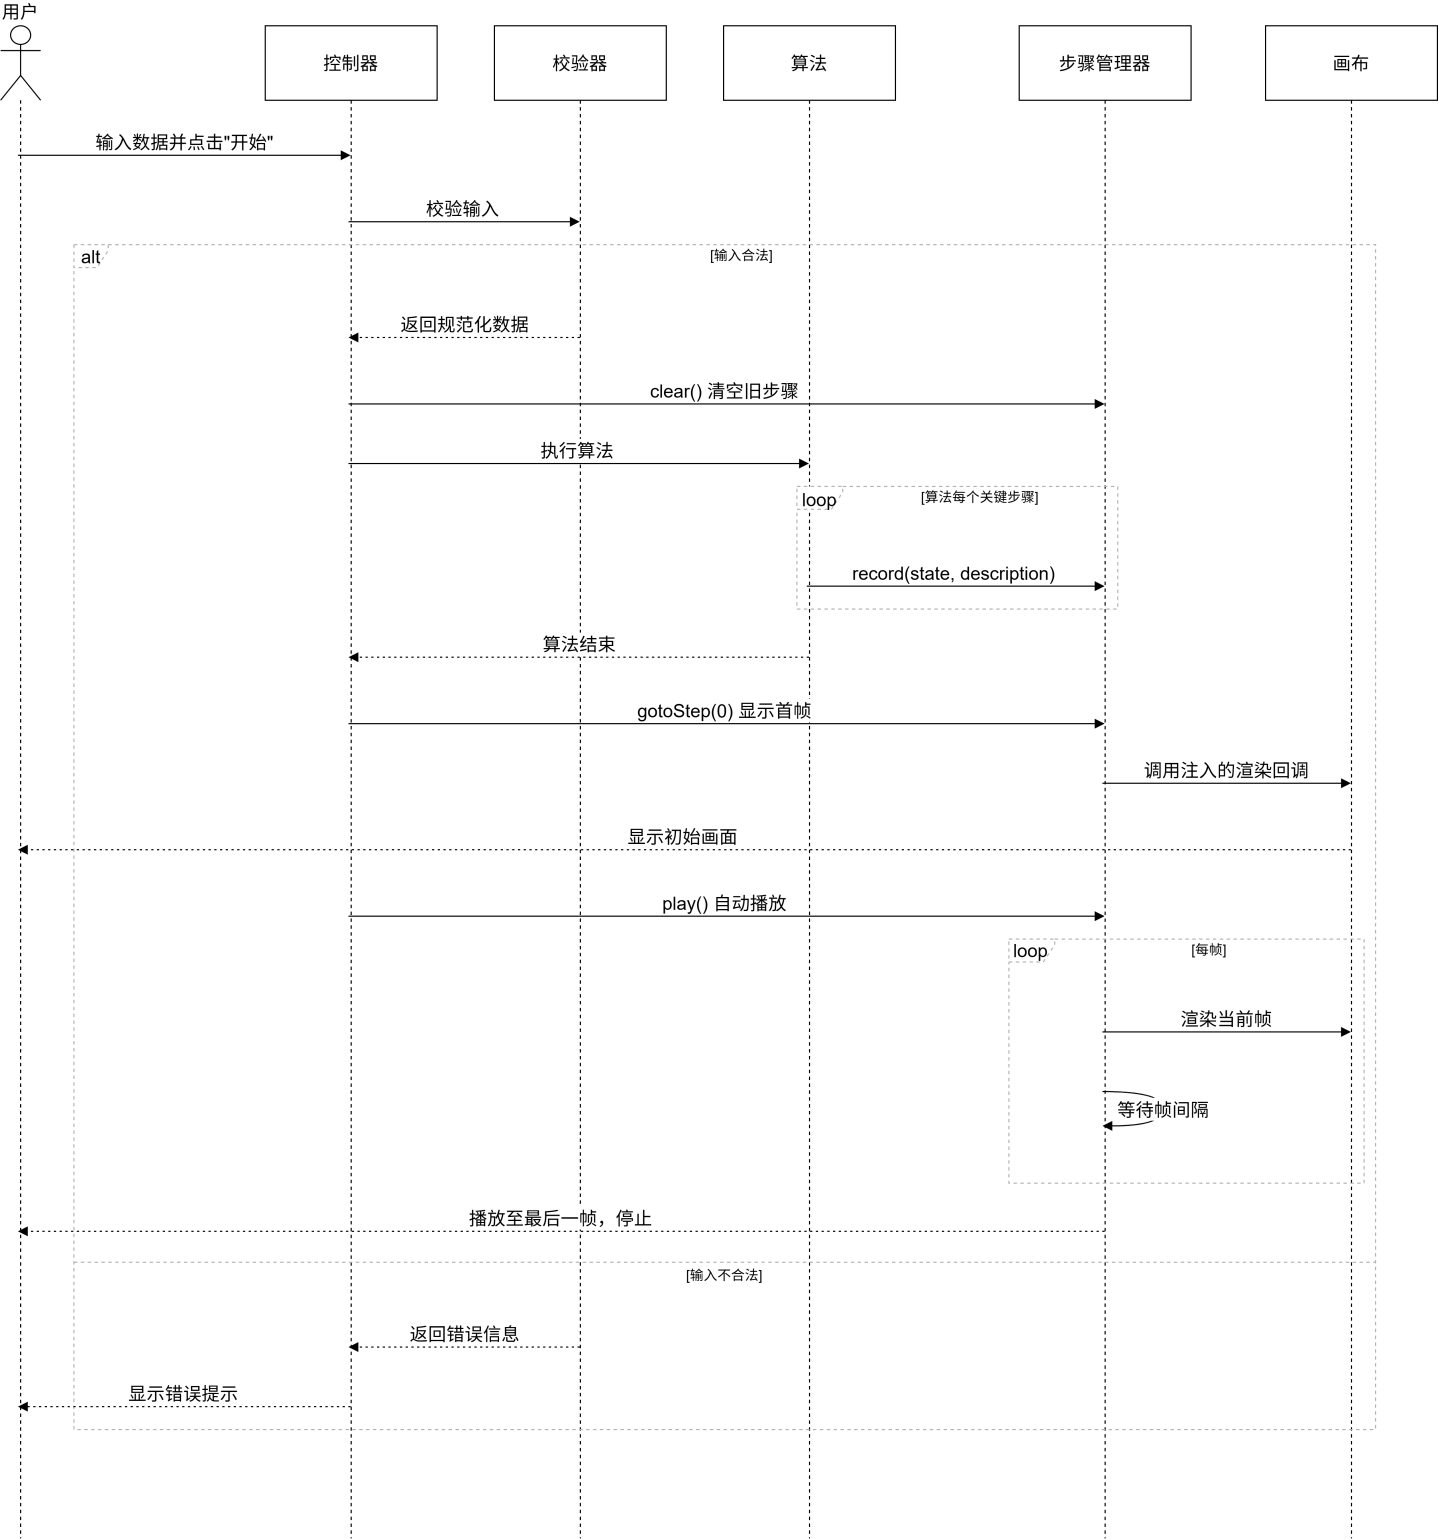 用户
控制器
校验器
算法
步骤管理器
画布
输入数据并点击"开始"
校验输入
alt
[输入合法]
返回规范化数据
clear() 清空旧步骤
执行算法
loop
[算法每个关键步骤]
record(state, description)
算法结束
gotoStep(0) 显示首帧
调用注入的渲染回调
显示初始画面
play() 自动播放
loop
[每帧]
渲染当前帧
等待帧间隔
播放至最后一帧，停止
[输入不合法]
返回错误信息
显示错误提示